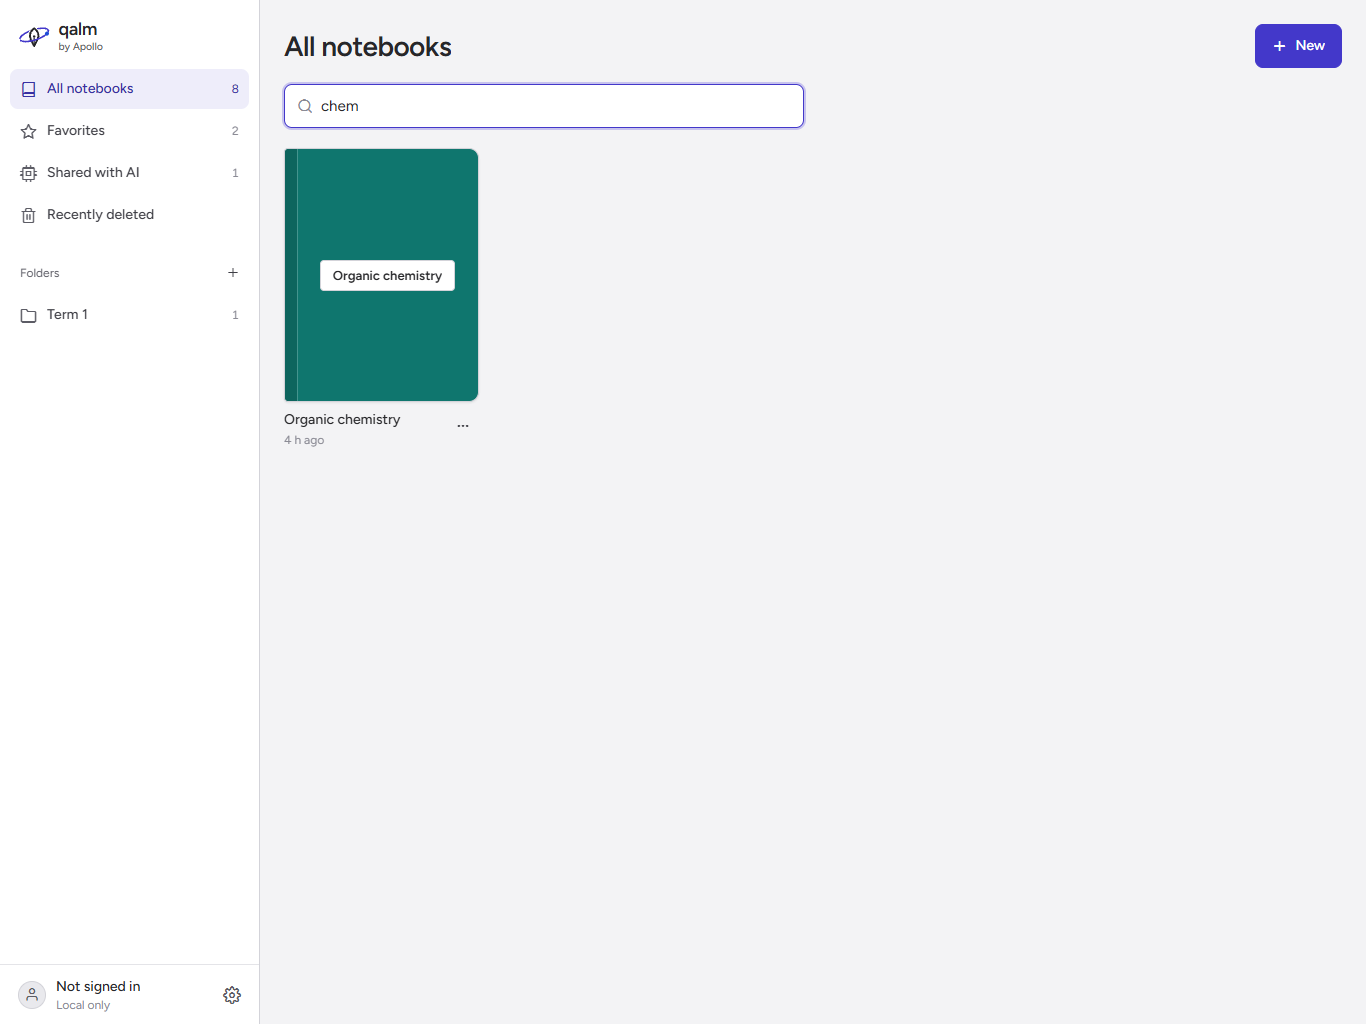 qalm
by Apollo
All notebooks 8
Favorites 2
Shared with AI 1
Recently deleted
Folders +
Term 1 1
Not signed in
Local only
All notebooks
+ New
chem
Organic chemistry
Organic chemistry ...
4 h ago